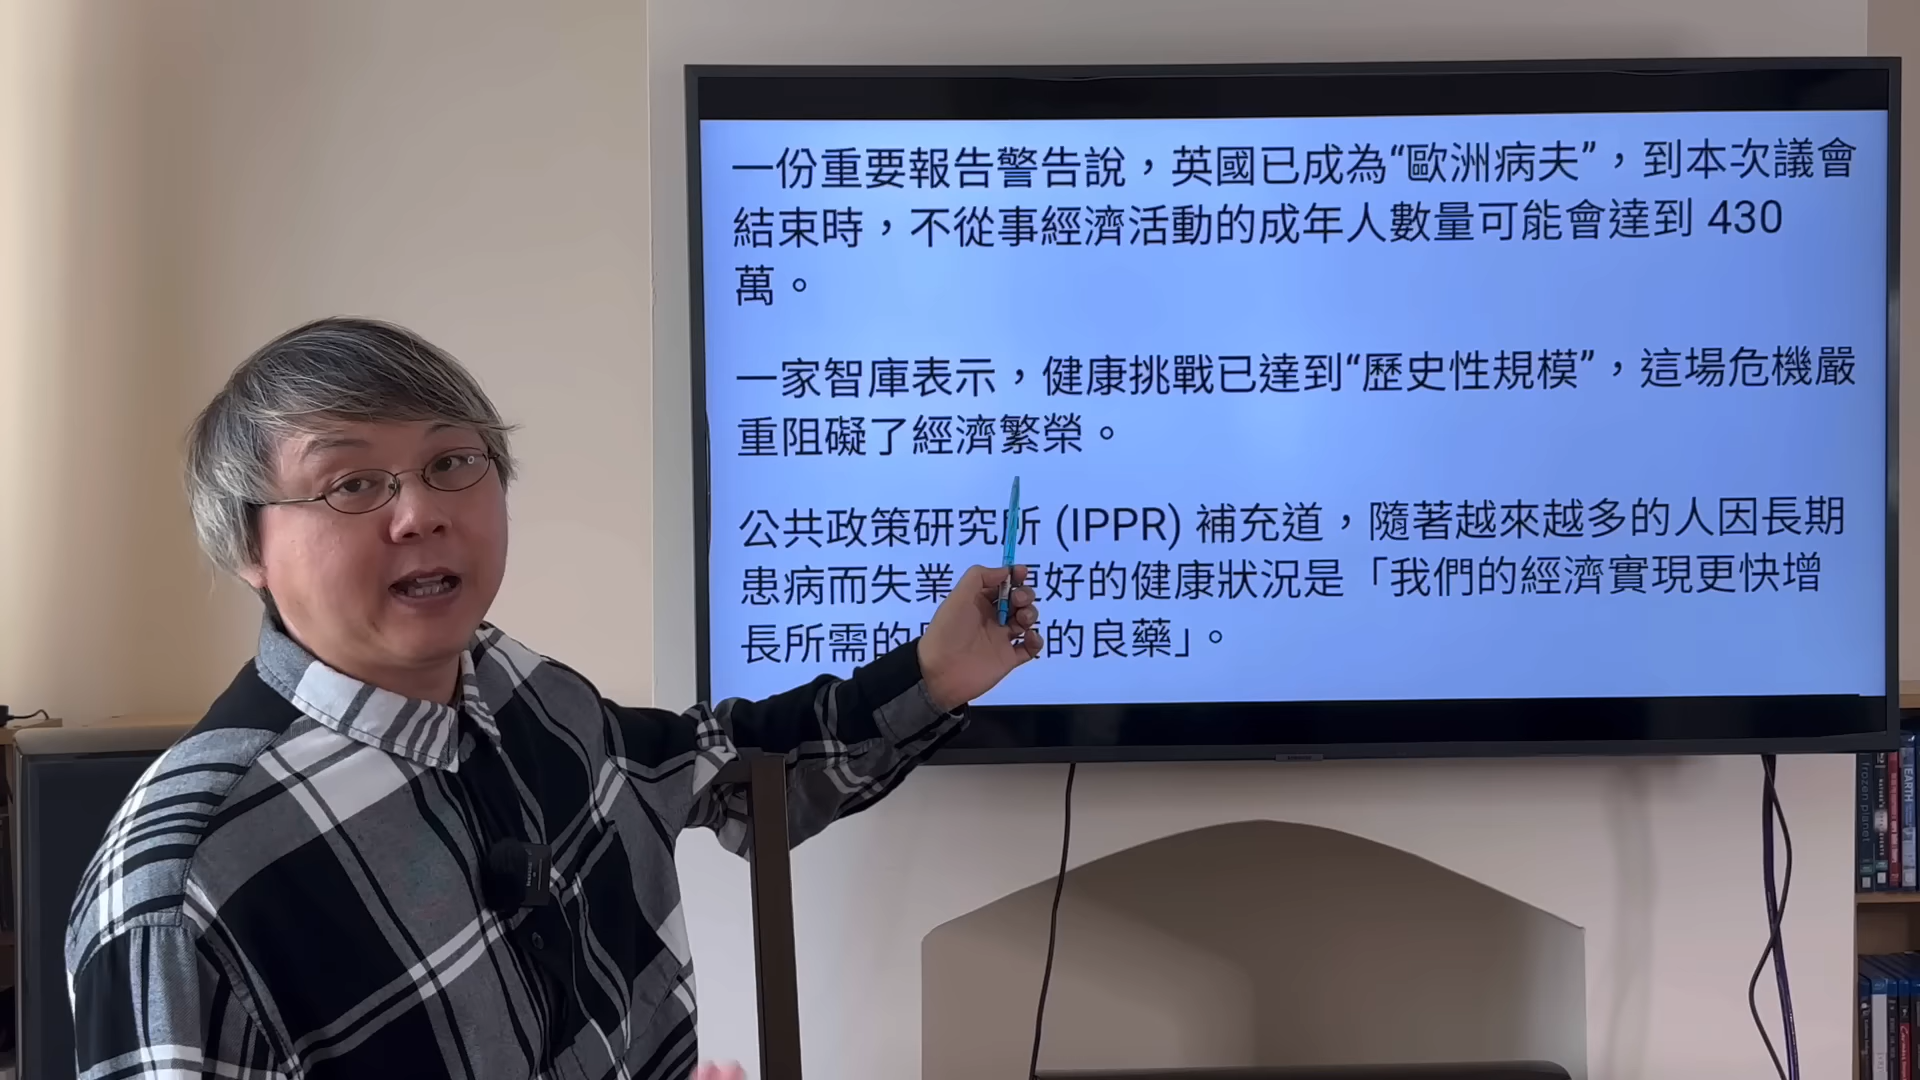 一份重要報告警告說，英國已成為“歐洲病夫”，到本次議會
結束時，不從事經濟活動的成年人數量可能會達到 430
萬。
一家智庫表示，健康挑戰已達到“歷史性規模”，這場危機嚴
重阻礙了經濟繁榮。
公共政策研究所 (IPPR) 補充道，隨著越來越多的人因長期
患病而失業 更好的健康狀況是「我們的經濟實現更快增
長所需的 的良藥」。
frozen planet
EARTH